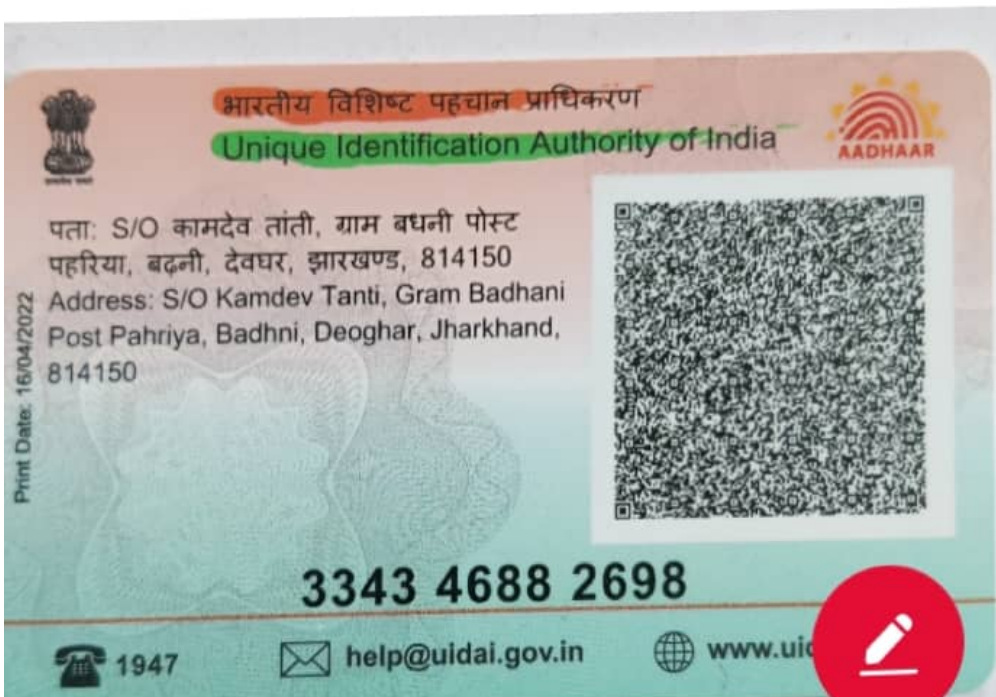 भारतीय विशिष्ट पहचान प्राधिकरण
Unique Identification Authority of India
AADHAAR
पता: S/O कामदेव तांती, ग्राम बधनी पोस्ट
पहरिया, बढ़नी, देवघर, झारखण्ड, 814150
Address: S/O Kamdev Tanti, Gram Badhani
Post Pahriya, Badhni, Deoghar, Jharkhand,
814150
Print Date: 16/04/2022
3343 4688 2698
1947
help@uidai.gov.in
www.uid